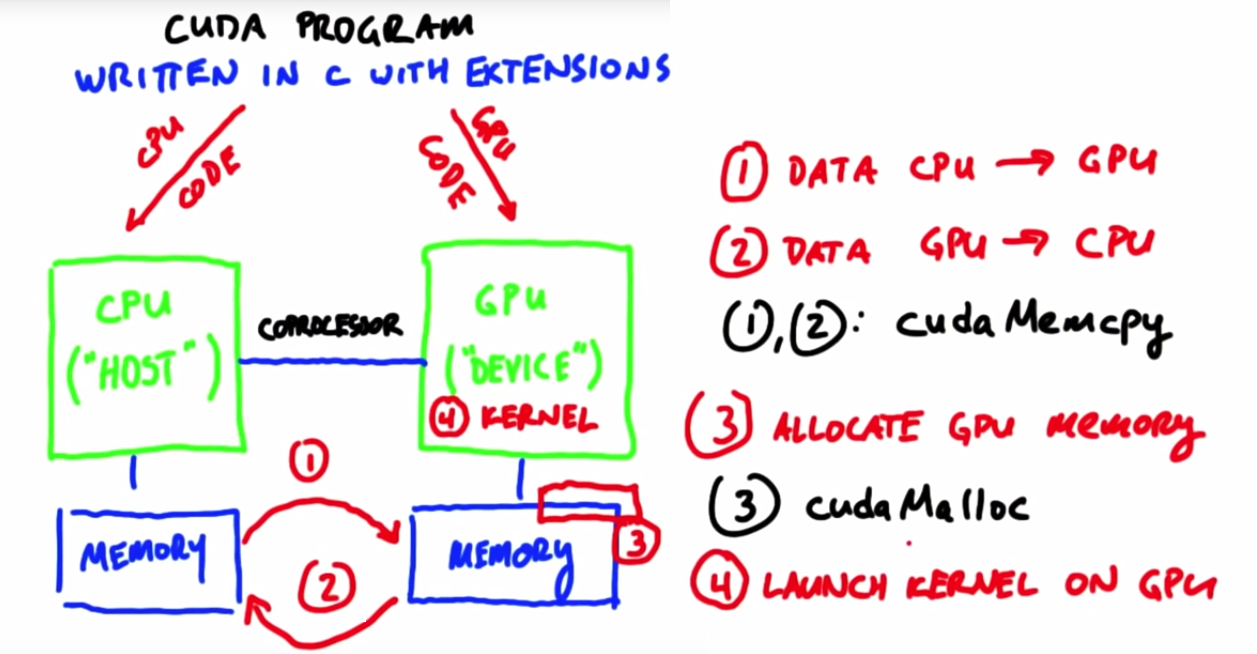 CUDA PROGRAM
WRITTEN IN C WITH EXTENSIONS
CPU
CODE
GPU
CODE
CPU
("HOST")
COPROCESSOR
GPU
("DEVICE")
④ KERNEL
①
MEMORY
②
MEMORY
③
① DATA CPU → GPU
② DATA GPU → CPU
①,②: cudaMemcpy
③ ALLOCATE GPU MEMORY
③ cudaMalloc
④ LAUNCH KERNEL ON GPU